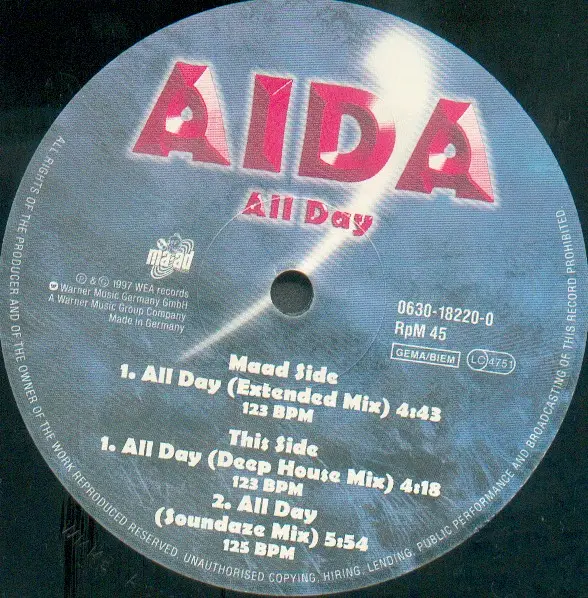 AIDA
All Day
ma-ad
℗ & © 1997 WEA records
Warner Music Germany GmbH
A Warner Music Group Company
Made in Germany
0630-18220-0
RpM 45
GEMA/BIEM
LC 4751
Maad Side
1. All Day (Extended Mix) 4:43
123 BPM
This Side
1. All Day (Deep House Mix) 4:18
123 BPM
2. All Day
(Soundaze Mix) 5:54
125 BPM
ALL RIGHTS OF THE PRODUCER AND OF THE OWNER OF THE WORK REPRODUCED RESERVED. UNAUTHORISED COPYING, HIRING, LENDING, PUBLIC PERFORMANCE AND BROADCASTING OF THIS RECORD PROHIBITED